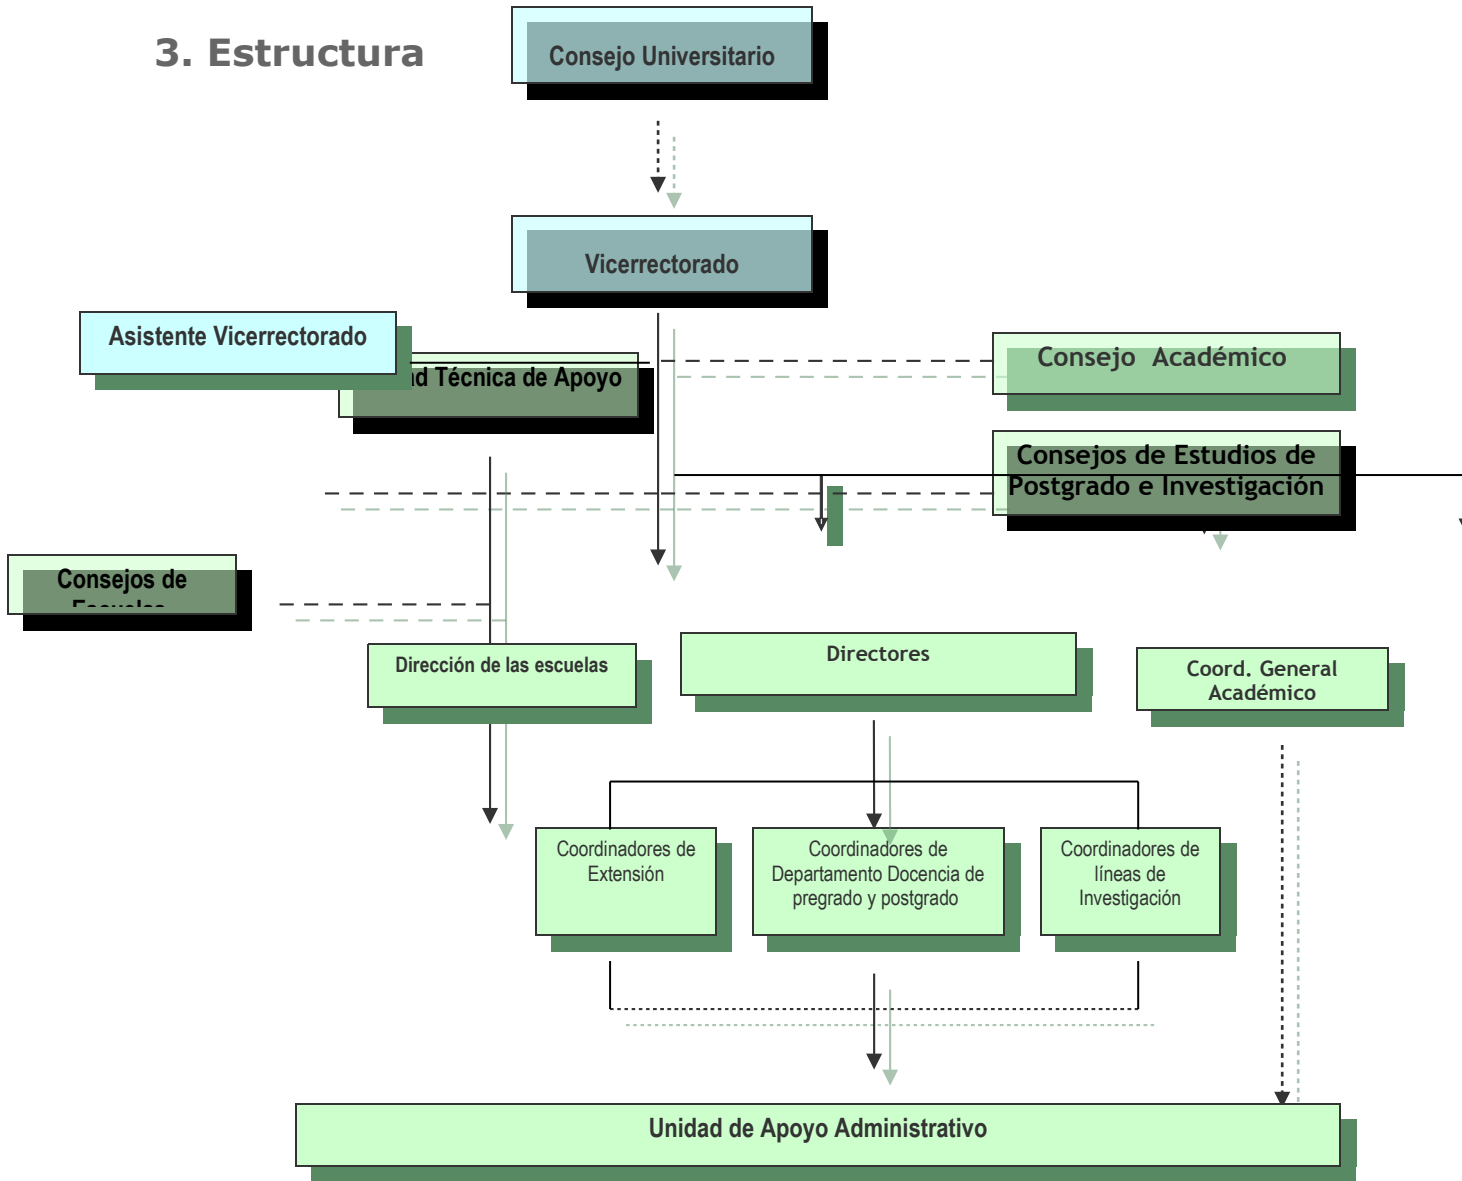 3. Estructura
Consejo Universitario
Vicerrectorado
Asistente Vicerrectorado
Técnica de Apoyo
Consejo Académico
Consejos de Estudios de
Postgrado e Investigación
Consejos de
Dirección de las escuelas
Directores
Coord. General
Académico
Coordinadores de
Extensión
Coordinadores de
Departamento Docencia de
pregrado y postgrado
Coordinadores de
líneas de
Investigación
Unidad de Apoyo Administrativo